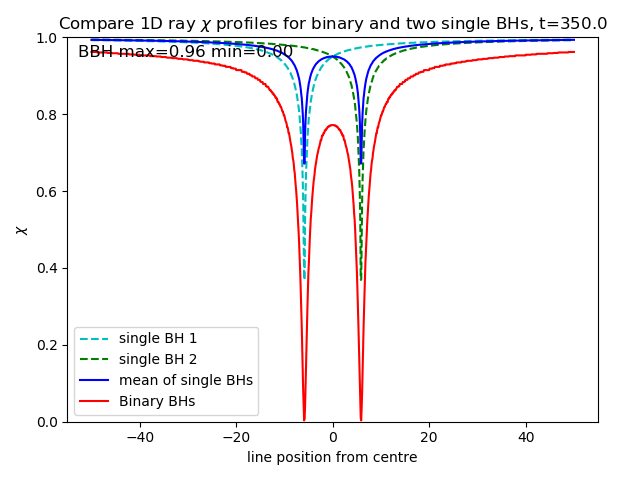 Compare 1D ray χ profiles for binary and two single BHs, t=350.0
BBH max=0.96 min=0.00
1.0
0.8
0.6
0.4
0.2
0.0
χ
single BH 1
single BH 2
mean of single BHs
Binary BHs
−40 −20 0 20 40
line position from centre